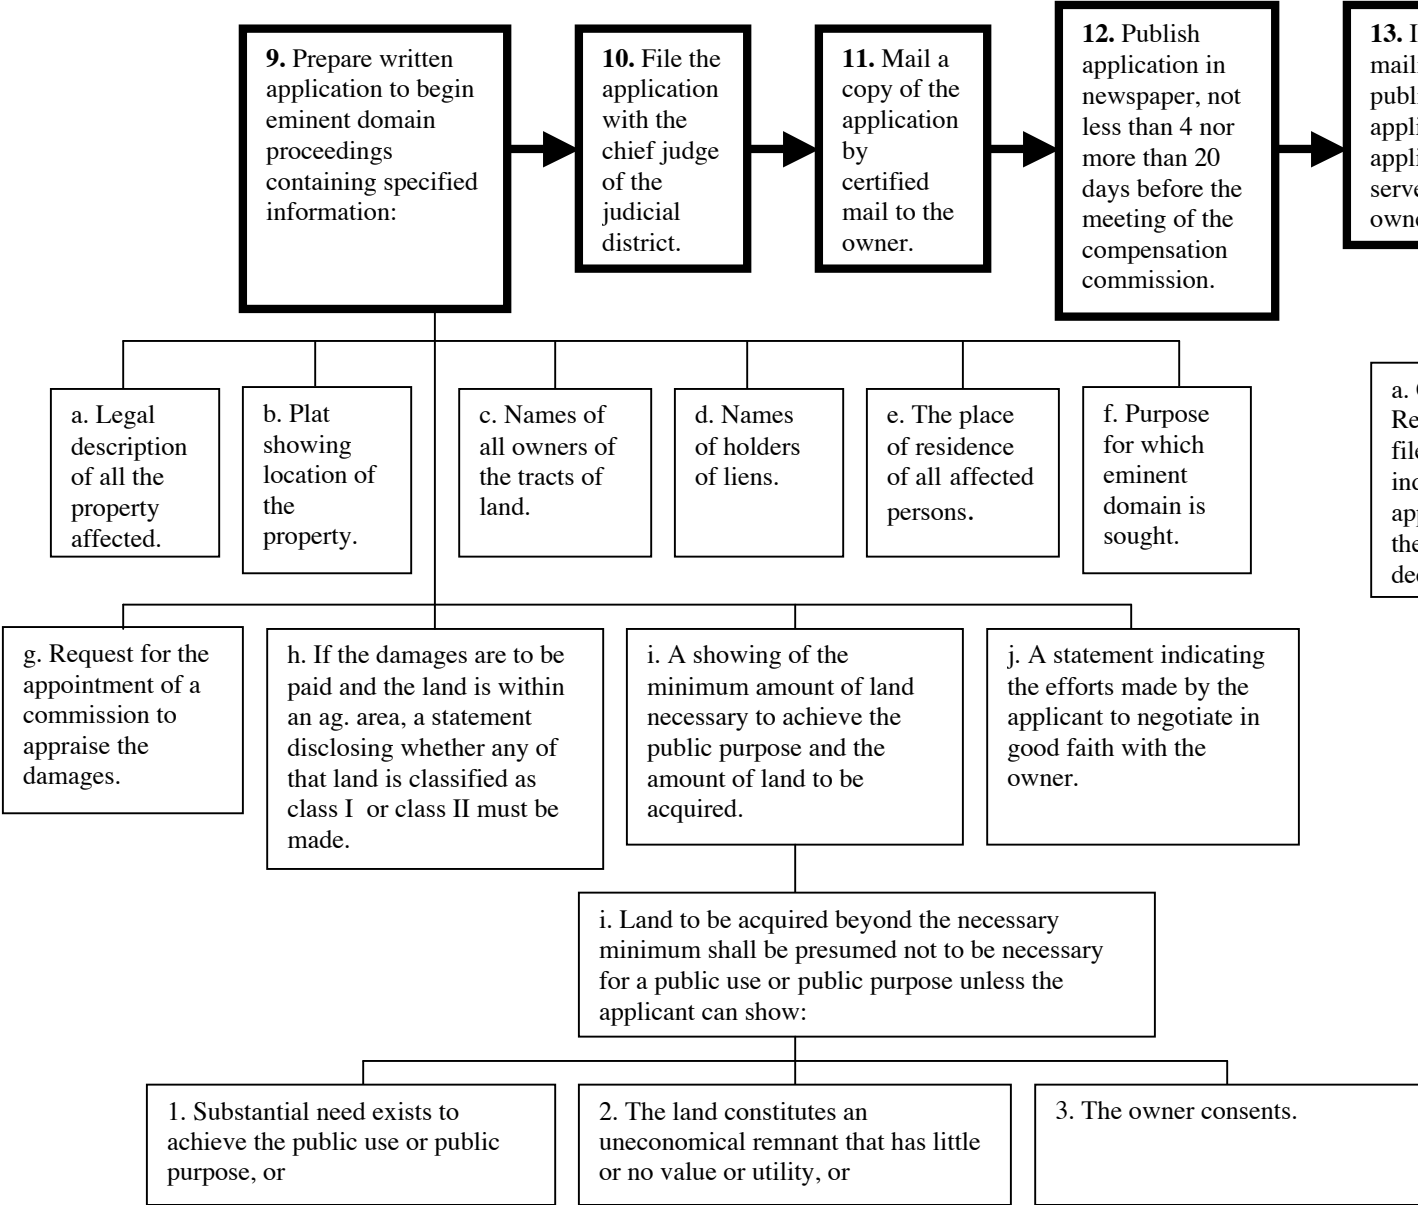 9. Prepare written
application to begin
eminent domain
proceedings
containing specified
information:
10. File the
application
with the
chief judge
of the
judicial
district.
11. Mail a
copy of the
application
by
certified
mail to the
owner.
12. Publish
application in
newspaper, not
less than 4 nor
more than 20
days before the
meeting of the
compensation
commission.
13.
a. Legal
description
of all the
property
affected.
b. Plat
showing
location of
the
property.
c. Names of
all owners of
the tracts of
land.
d. Names
of holders
of liens.
e. The place
of residence
of all affected
persons.
f. Purpose
for which
eminent
domain is
sought.
a.
g. Request for the
appointment of a
commission to
appraise the
damages.
h. If the damages are to be
paid and the land is within
an ag. area, a statement
disclosing whether any of
that land is classified as
class I or class II must be
made.
i. A showing of the
minimum amount of land
necessary to achieve the
public purpose and the
amount of land to be
acquired.
j. A statement indicating
the efforts made by the
applicant to negotiate in
good faith with the
owner.
i. Land to be acquired beyond the necessary
minimum shall be presumed not to be necessary
for a public use or public purpose unless the
applicant can show:
1. Substantial need exists to
achieve the public use or public
purpose, or
2. The land constitutes an
uneconomical remnant that has little
or no value or utility, or
3. The owner consents.